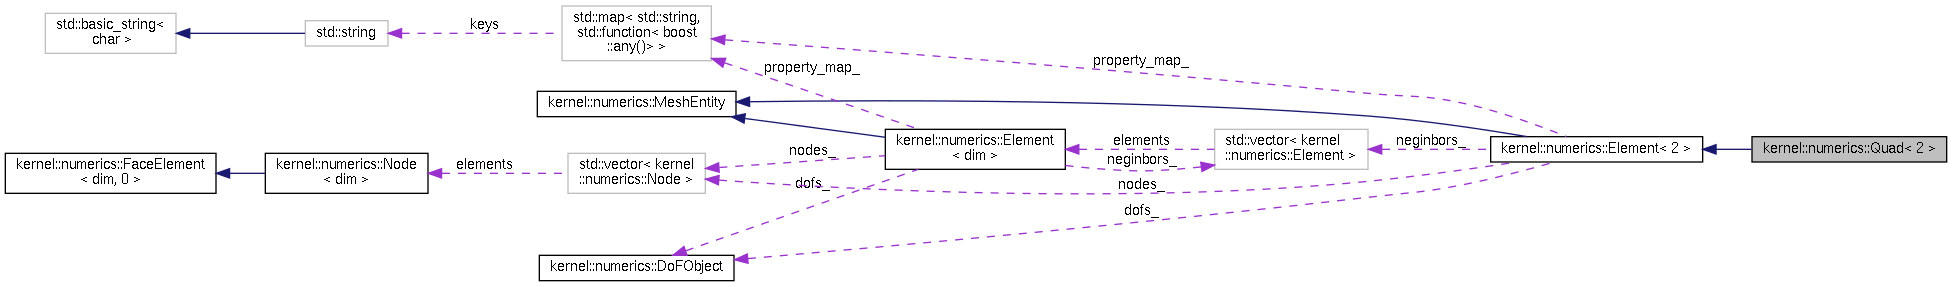 std::basic_string<
char >
std::string
keys
std::map< std::string,
std::function< boost
::any()> >
property_map_
property_map_
kernel::numerics::MeshEntity
kernel::numerics::FaceElement
< dim, 0 >
kernel::numerics::Node
< dim >
elements
std::vector< kernel
::numerics::Node >
nodes_
dofs_
kernel::numerics::Element
< dim >
elements
neginbors_
std::vector< kernel
::numerics::Element >
neginbors_
kernel::numerics::Element< 2 >
kernel::numerics::Quad< 2 >
nodes_
dofs_
kernel::numerics::DoFObject